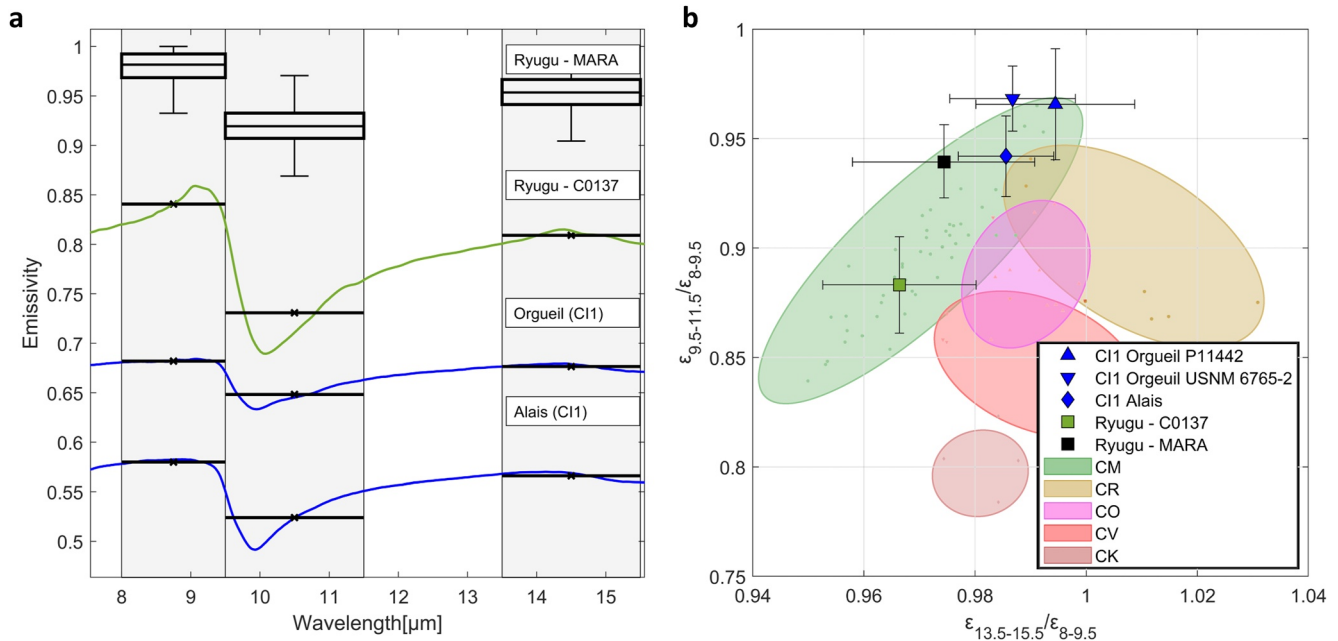 a
Emissivity
1
0.95
0.9
0.85
0.8
0.75
0.7
0.65
0.6
0.55
0.5
Ryugu - MARA
Ryugu - C0137
Orgueil (CI1)
Alais (CI1)
8 9 10 11 12 13 14 15
Wavelength[µm]
b
ε9.5-11.5/ε8-9.5
1
0.95
0.9
0.85
0.8
0.75
CI1 Orgueil P11442
CI1 Orgeuil USNM 6765-2
CI1 Alais
Ryugu - C0137
Ryugu - MARA
CM
CR
CO
CV
CK
0.94 0.96 0.98 1 1.02 1.04
ε13.5-15.5/ε8-9.5